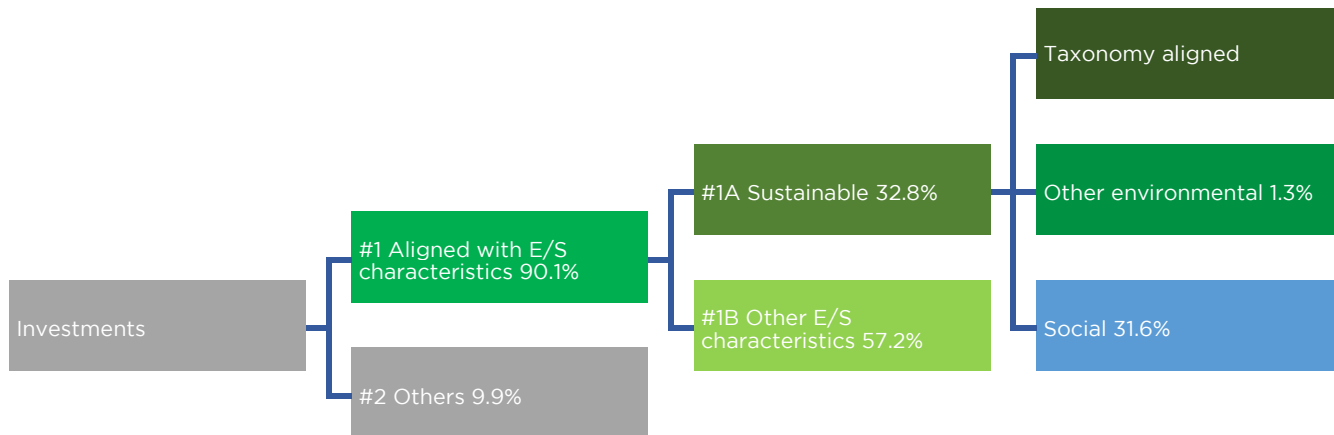 Investments
#1 Aligned with E/S
characteristics 90.1%
#2 Others 9.9%
#1A Sustainable 32.8%
#1B Other E/S
characteristics 57.2%
Taxonomy aligned
Other environmental 1.3%
Social 31.6%